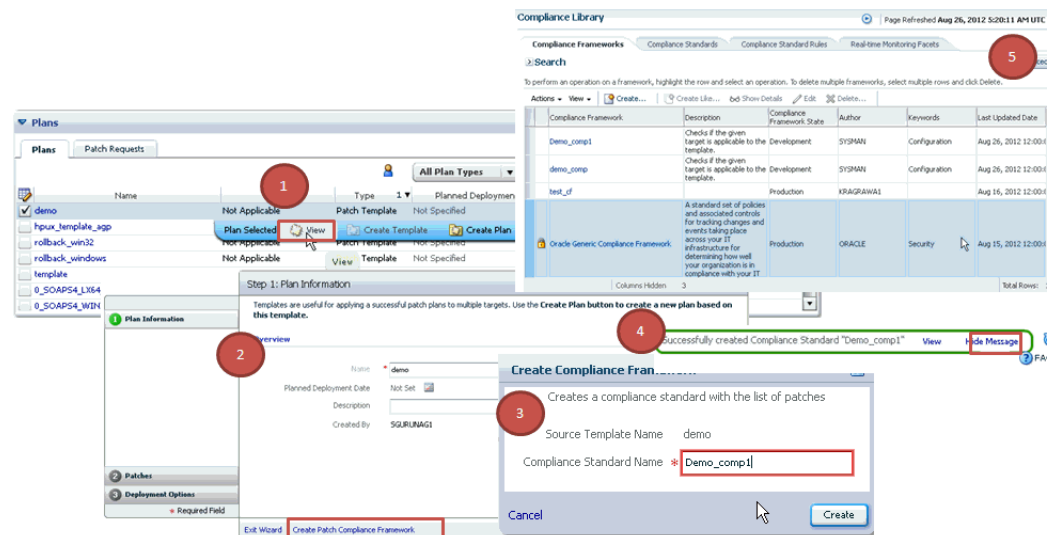 Compliance Library
Page Refreshed Aug 26, 2012 5:20:11 AM UTC
Compliance Frameworks Compliance Standards Compliance Standard Rules Real-time Monitoring Facets
5
Search
To perform an operation on a framework, highlight the row and select an operation. To delete multiple frameworks, select multiple rows and click Delete.
Actions View Create... Create Like... Show Details Edit Delete...
Compliance Framework Description Compliance Framework State Author Keywords Last Updated Date
Demo_comp1 Checks if the given target is applicable to the template. Development SYSMAN Configuration Aug 26, 2012 12:00:
demo_comp Checks if the given target is applicable to the template. Development SYSMAN Configuration Aug 26, 2012 12:00:
test_cf Production KRAGRAWA1 Aug 16, 2012 12:00:
Oracle Generic Compliance Framework A standard set of policies and associated controls for tracking changes and events taking place across your IT infrastructure for determining how well your organization is in compliance with your IT Production ORACLE Security Aug 15, 2012 12:00:
Columns Hidden 3 Total Rows:
Plans
Plans Patch Requests
All Plan Types
1
Name Type 1 Planned Deploymen
demo Not Applicable Patch Template Not Specified
Plan Selected View Create Template Create Plan
hpux_template_agp
rollback_win32 Not Applicable Patch Template Not Specified
rollback_windows Not Applicable Template Not Specified
View
template
0_SOAPS4_LX64
0_SOAPS4_WIN
Step 1: Plan Information
Templates are useful for applying a successful patch plans to multiple targets. Use the Create Plan button to create a new plan based on
this template.
1 Plan Information
2
Overview
Name * demo
Planned Deployment Date Not Set
Description
Created By SGURUNAG1
2 Patches
3 Deployment Options
* Required Field
Exit Wizard Create Patch Compliance Framework
4
Successfully created Compliance Standard "Demo_comp1" View Hide Message
FA
Create Compliance Fram
3
Creates a compliance standard with the list of patches
Source Template Name demo
Compliance Standard Name * Demo_comp1
Cancel Create